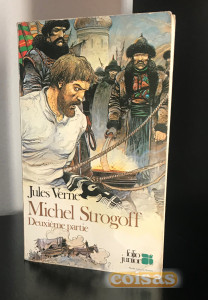 Jules Verne
Michel Strogoff
Deuxième partie
folio
junior
coisas